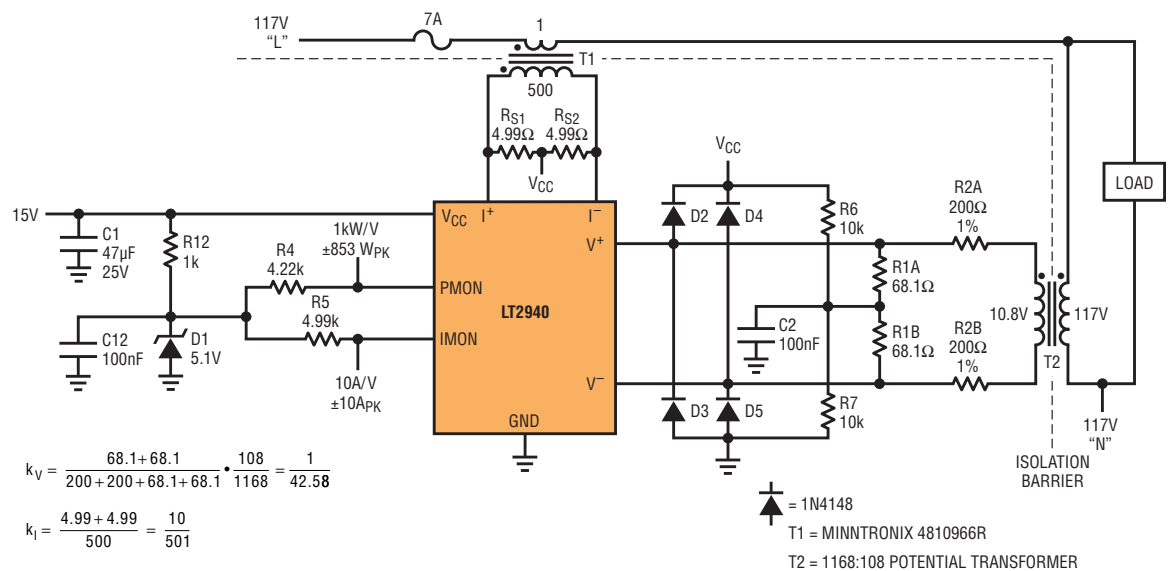 117V
“L”
7A
1
T1
500
RS1
4.99Ω
RS2
4.99Ω
VCC
15V
C1
47µF
25V
R12
1k
C12
100nF
D1
5.1V
R4
4.22k
R5
4.99k
1kW/V
±853 WPK
10A/V
±10APK
VCC
I+
I−
V+
PMON
LT2940
IMON
V−
GND
VCC
D2
D4
D3
D5
R6
10k
C2
100nF
R7
10k
R1A
68.1Ω
R1B
68.1Ω
R2A
200Ω
1%
R2B
200Ω
1%
10.8V
117V
T2
LOAD
117V
“N”
ISOLATION
BARRIER
kV = 68.1+68.1 / 200+200+68.1+68.1 • 108 / 1168 = 1 / 42.58
kI = 4.99+4.99 / 500 = 10 / 501
= 1N4148
T1 = MINNTRONIX 4810966R
T2 = 1168:108 POTENTIAL TRANSFORMER